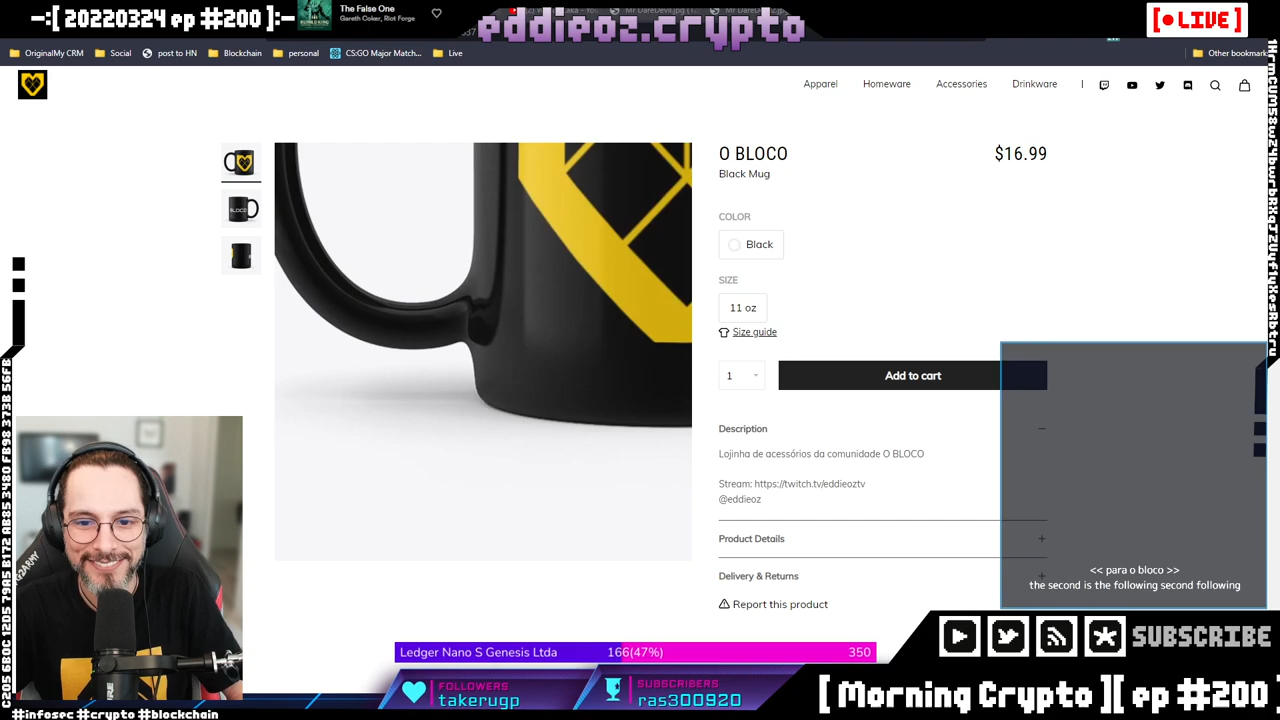 -:[ 20220324 ep #200 ]:-
The False One
Gareth Coker, Riot Forge
eddieoz.crypto
[● LIVE ]
OriginalMy CRM
Social
post to HN
Blockchain
personal
CS:GO Major Match...
Live
Other bookmark
Apparel
Homeware
Accessories
Drinkware
O BLOCO
$16.99
Black Mug
COLOR
Black
SIZE
11 oz
Size guide
1
Add to cart
Description
Lojinha de acessórios da comunidade O BLOCO
Stream: https://twitch.tv/eddieoztv
@eddieoz
Product Details
Delivery & Returns
Report this product
BLOCO
<< para o bloco >>
the second is the following second following
SUBSCRIBE
Ledger Nano S Genesis Ltda
166(47%)
350
FOLLOWERS
takerugp
SUBSCRIBERS
ras300920
[ Morning Crypto ][ ep #200 ]
#infosec #crypto #blockchain